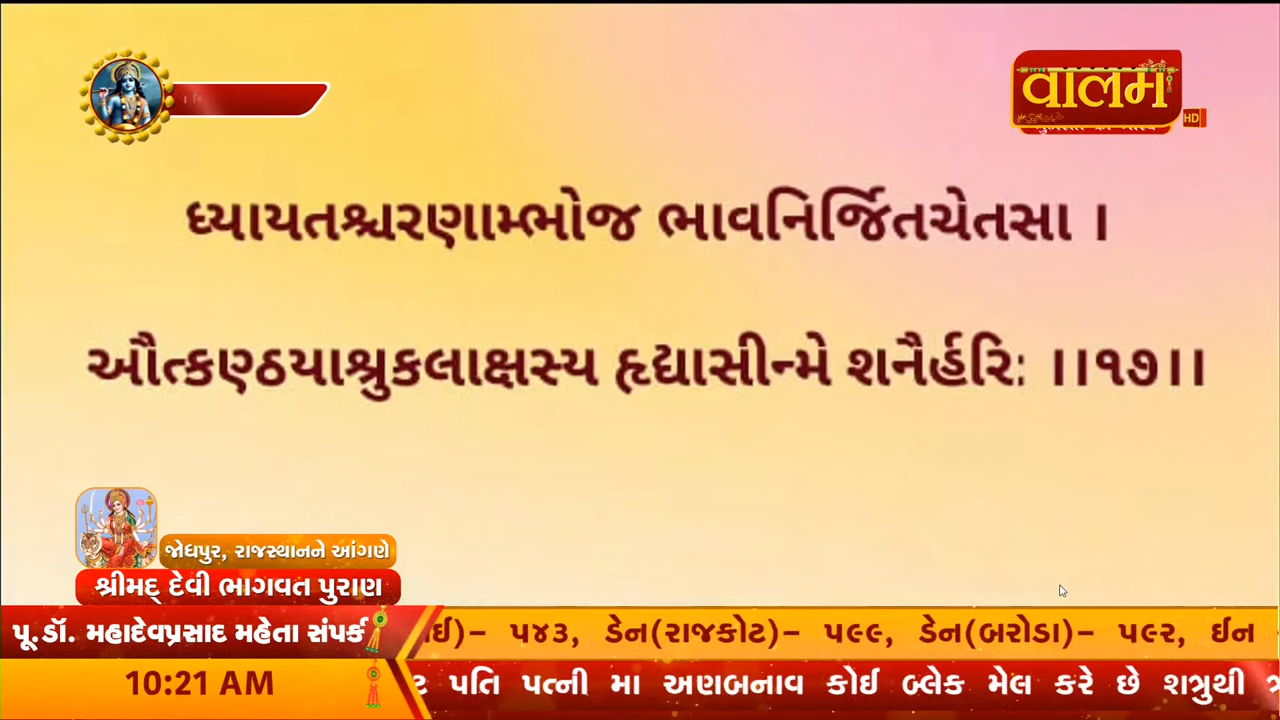 વાલમ
HD
ધ્યાયતશ્ચરણામ્ભોજ ભાવનિર્જિતચેતસા ।
ઔત્કણ્ઠયાશ્રુકલાક્ષસ્ય હૃદ્યાસીન્મે શનૈર્હરિઃ ।।૧૭।।
જોધપુર, રાજસ્થાનને આંગણે
શ્રીમદ્ દેવી ભાગવત પુરાણ
પૂ.ડૉ. મહાદેવપ્રસાદ મહેતા સંપર્ક
ઈ)– ૫૪૩, ડેન(રાજકોટ)– ૫૯૯, ડેન(બરોડા)– ૫૯૨, ઈન
10:21 AM
પતિ પત્ની મા અણબનાવ કોઈ બ્લેક મેલ કરે છે શત્રુથી